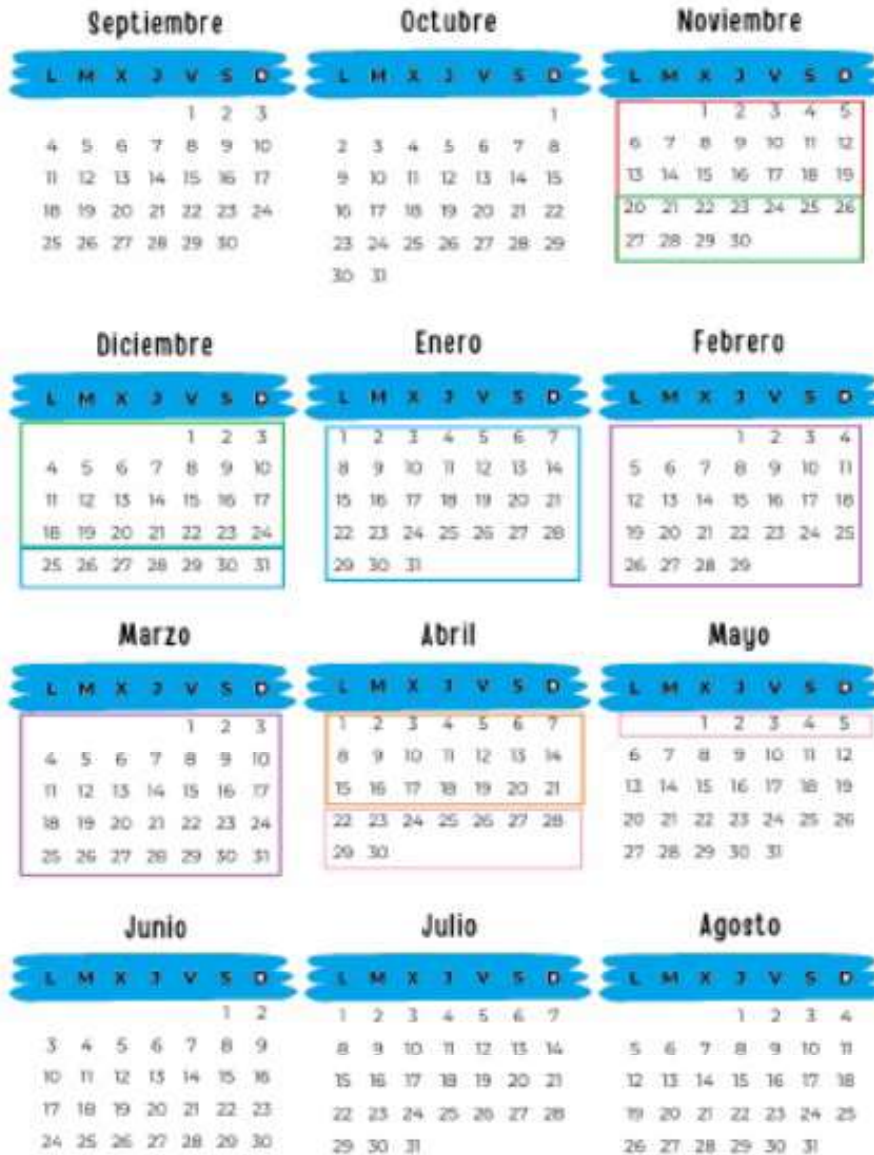 Septiembre
L M X J V S D
1 2 3
4 5 6 7 8 9 10
11 12 13 14 15 16 17
18 19 20 21 22 23 24
25 26 27 28 29 30
Octubre
L M X J V S D
1
2 3 4 5 6 7 8
9 10 11 12 13 14 15
16 17 18 19 20 21 22
23 24 25 26 27 28 29
30 31
Noviembre
L M X J V S D
1 2 3 4 5
6 7 8 9 10 11 12
13 14 15 16 17 18 19
20 21 22 23 24 25 26
27 28 29 30
Diciembre
L M X J V S D
1 2 3
4 5 6 7 8 9 10
11 12 13 14 15 16 17
18 19 20 21 22 23 24
25 26 27 28 29 30 31
Enero
L M X J V S D
1 2 3 4 5 6 7
8 9 10 11 12 13 14
15 16 17 18 19 20 21
22 23 24 25 26 27 28
29 30 31
Febrero
L M X J V S D
1 2 3 4
5 6 7 8 9 10 11
12 13 14 15 16 17 18
19 20 21 22 23 24 25
26 27 28 29
Marzo
L M X J V S D
1 2 3
4 5 6 7 8 9 10
11 12 13 14 15 16 17
18 19 20 21 22 23 24
25 26 27 28 29 30 31
Abril
L M X J V S D
1 2 3 4 5 6 7
8 9 10 11 12 13 14
15 16 17 18 19 20 21
22 23 24 25 26 27 28
29 30
Mayo
L M X J V S D
1 2 3 4 5
6 7 8 9 10 11 12
13 14 15 16 17 18 19
20 21 22 23 24 25 26
27 28 29 30 31
Junio
L M X J V S D
1 2
3 4 5 6 7 8 9
10 11 12 13 14 15 16
17 18 19 20 21 22 23
24 25 26 27 28 29 30
Julio
L M X J V S D
1 2 3 4 5 6 7
8 9 10 11 12 13 14
15 16 17 18 19 20 21
22 23 24 25 26 27 28
29 30 31
Agosto
L M X J V S D
1 2 3 4
5 6 7 8 9 10 11
12 13 14 15 16 17 18
19 20 21 22 23 24 25
26 27 28 29 30 31